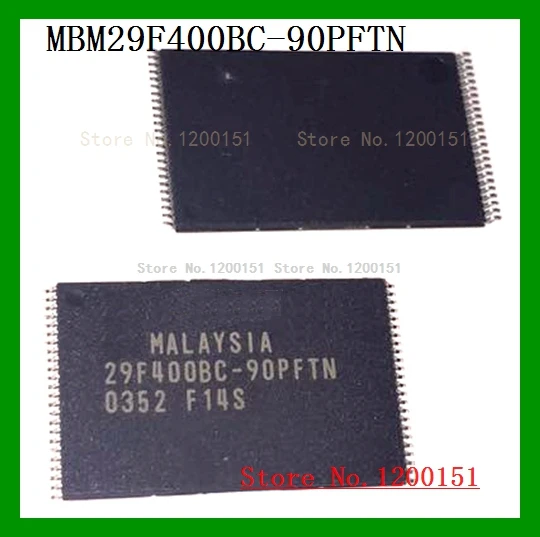 MBM29F400BC-90PFTN
Store No.1200151 Store No.1200151
Store No.1200151 Store No.1200151
MALAYSIA
29F400BC-90PFTN
0352 F14S
Store No.1200151